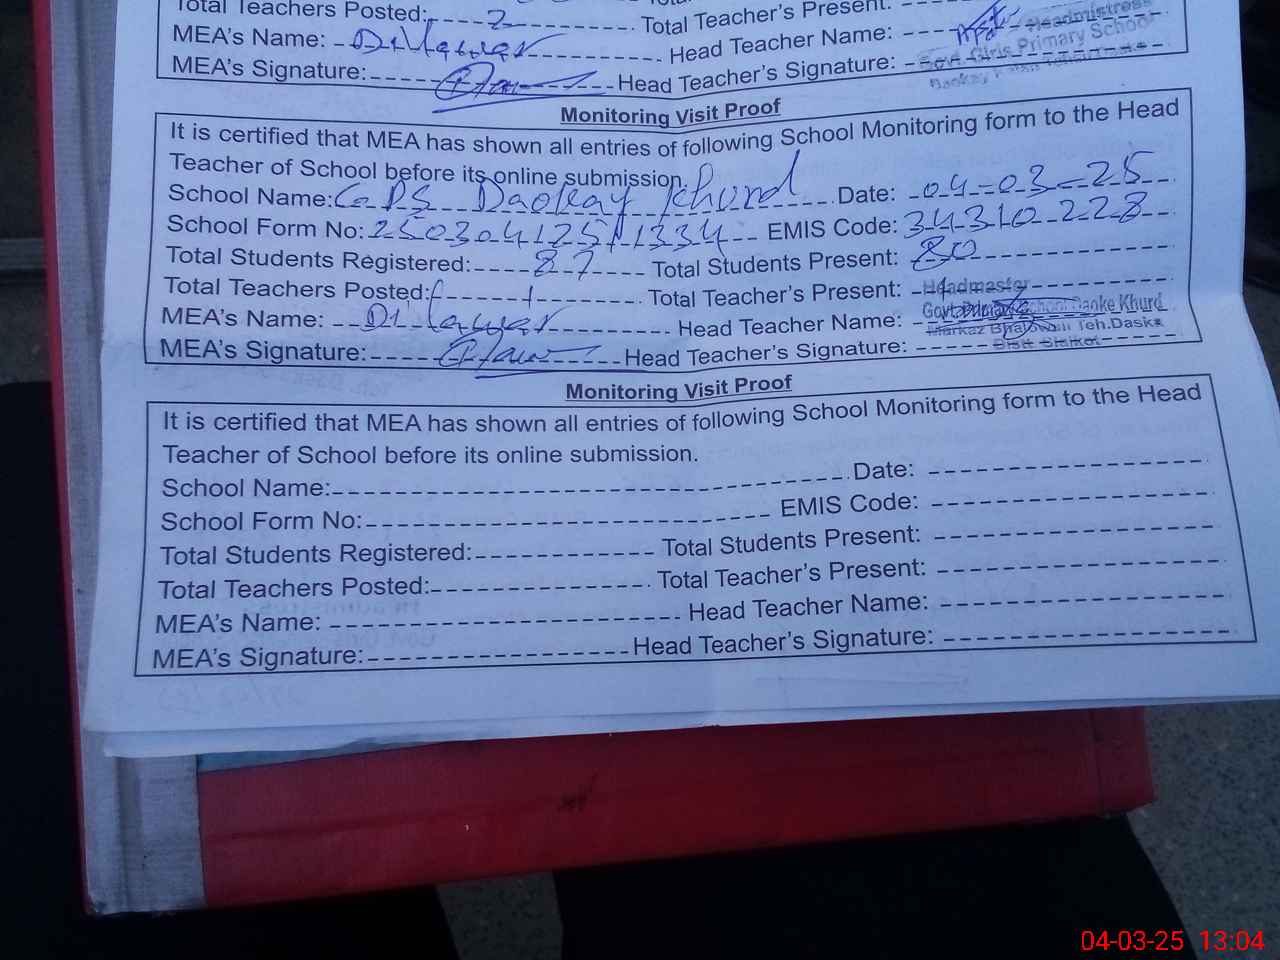 Total Teachers Posted: 2 Total Teacher's Present:
MEA's Name: Head Teacher Name: Headmistress
MEA's Signature: Head Teacher's Signature: Govt. Girls Primary School
Monitoring Visit Proof
It is certified that MEA has shown all entries of following School Monitoring form to the Head
Teacher of School before its online submission.
School Name: GPS Daokay Khurd Date: 04-03-25
School Form No: EMIS Code: 34310228
Total Students Registered: 87 Total Students Present: 80
Total Teachers Posted: 1 Total Teacher's Present: Headmaster
MEA's Name: Head Teacher Name: Govt. Primary School Daoke Khurd
MEA's Signature: Head Teacher's Signature: Markaz Teh. Daska
Monitoring Visit Proof
It is certified that MEA has shown all entries of following School Monitoring form to the Head
Teacher of School before its online submission.
School Name: Date:
School Form No: EMIS Code:
Total Students Registered: Total Students Present:
Total Teachers Posted: Total Teacher's Present:
MEA's Name: Head Teacher Name:
MEA's Signature: Head Teacher's Signature:
04-03-25 13:04